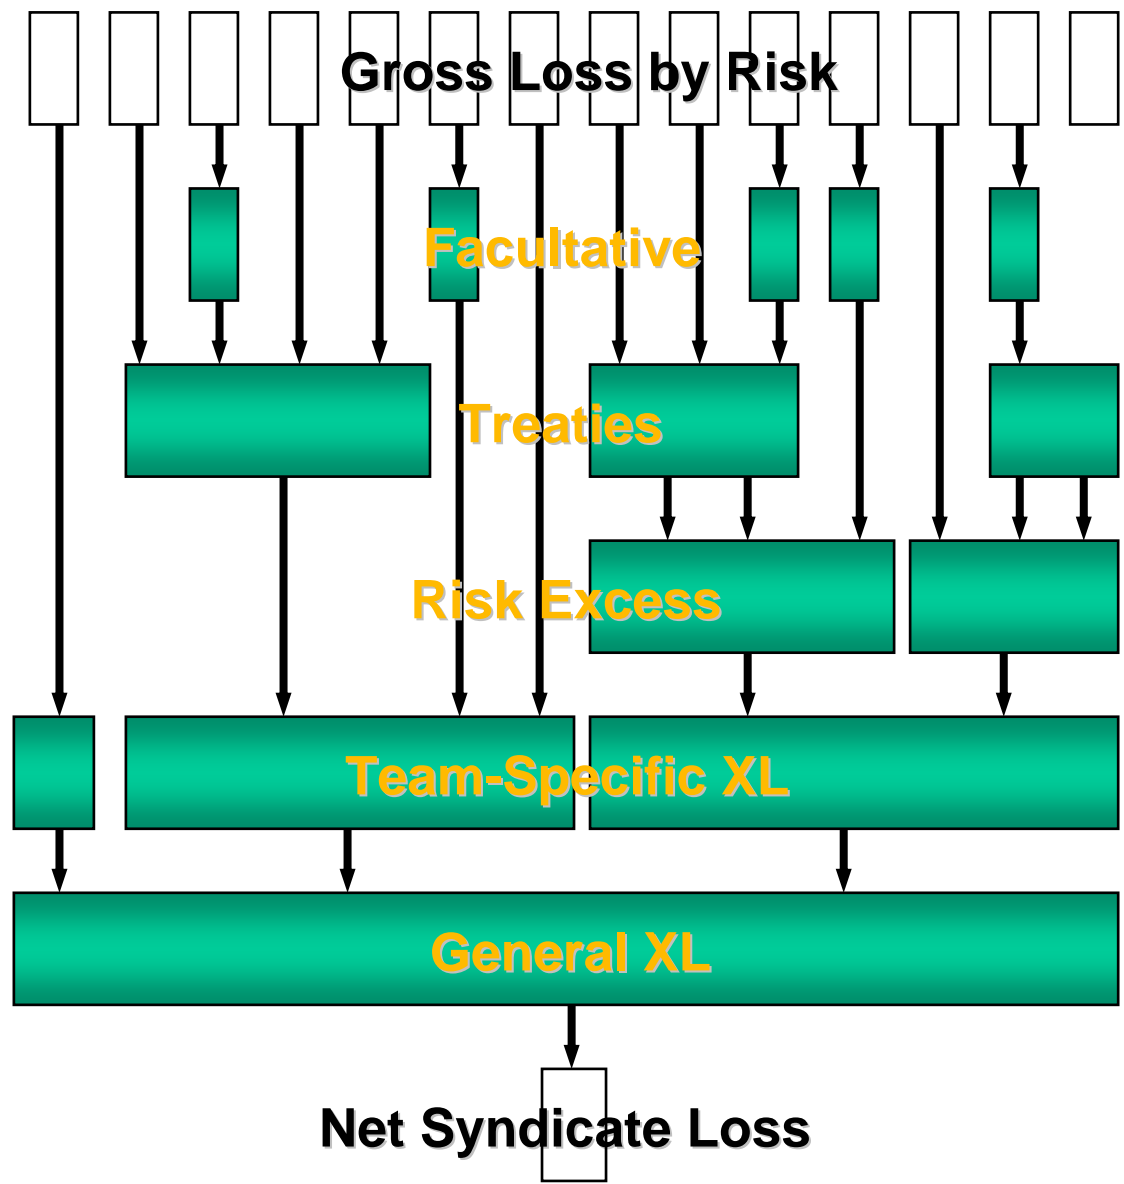 Gross Loss by Risk
Facultative
Treaties
Risk Excess
Team-Specific XL
General XL
Net Syndicate Loss